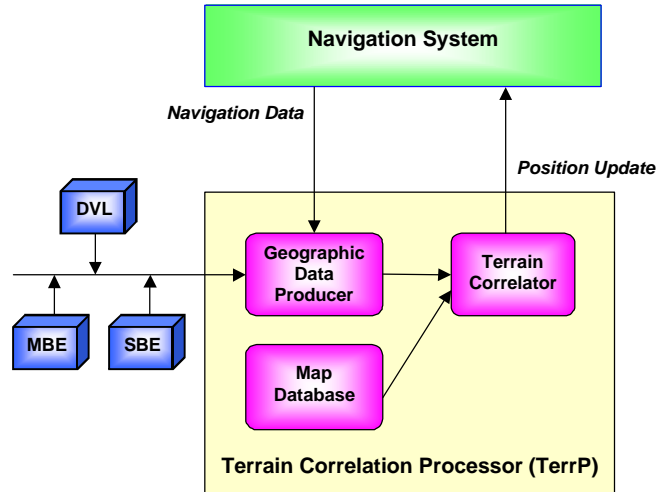 Navigation System
Navigation Data
Position Update
DVL
Geographic
Data
Producer
Terrain
Correlator
MBE
SBE
Map
Database
Terrain Correlation Processor (TerrP)